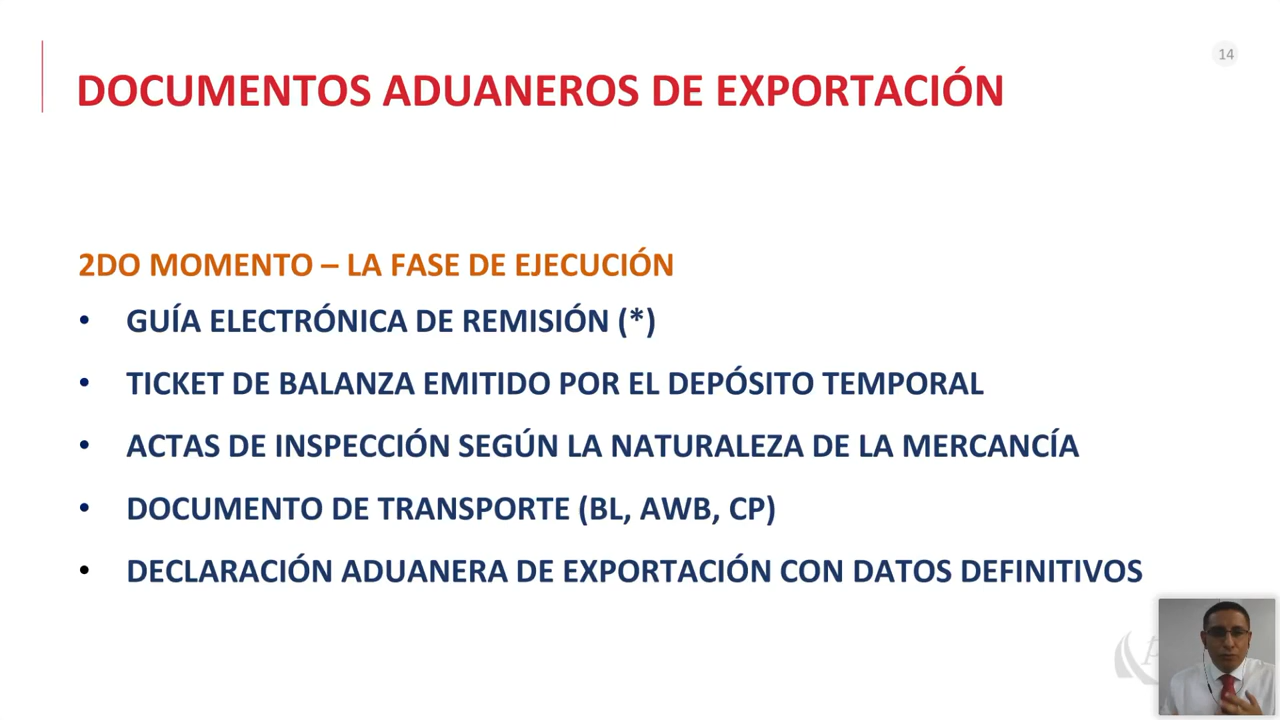 14
DOCUMENTOS ADUANEROS DE EXPORTACIÓN
2DO MOMENTO – LA FASE DE EJECUCIÓN
• GUÍA ELECTRÓNICA DE REMISIÓN (*)
• TICKET DE BALANZA EMITIDO POR EL DEPÓSITO TEMPORAL
• ACTAS DE INSPECCIÓN SEGÚN LA NATURALEZA DE LA MERCANCÍA
• DOCUMENTO DE TRANSPORTE (BL, AWB, CP)
• DECLARACIÓN ADUANERA DE EXPORTACIÓN CON DATOS DEFINITIVOS